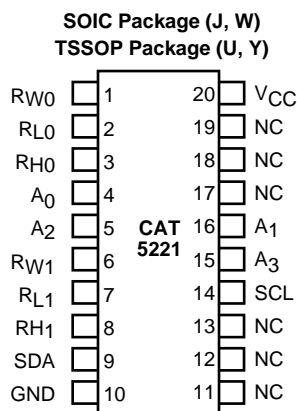 SOIC Package (J, W)
TSSOP Package (U, Y)
RW0 1 20 VCC
RL0 2 19 NC
RH0 3 18 NC
A0 4 17 NC
A2 5 CAT 16 A1
5221
RW1 6 15 A3
RL1 7 14 SCL
RH1 8 13 NC
SDA 9 12 NC
GND 10 11 NC